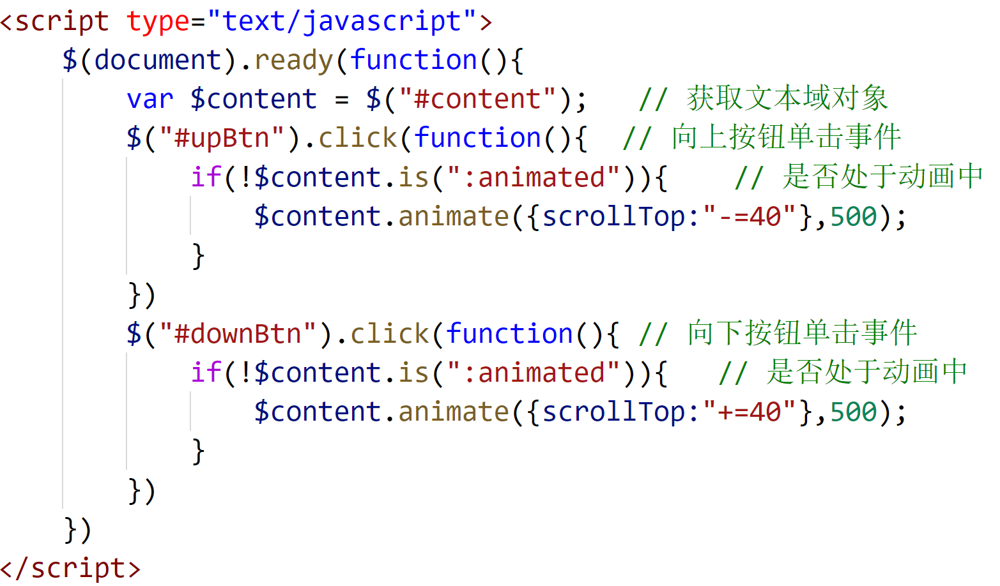 <script type="text/javascript">
    $(document).ready(function(){
        var $content = $("#content");   // 获取文本域对象
        $("#upBtn").click(function(){  // 向上按钮单击事件
            if(!$content.is(":animated")){    // 是否处于动画中
                $content.animate({scrollTop:"-=40"},500);
            }
        })
        $("#downBtn").click(function(){ // 向下按钮单击事件
            if(!$content.is(":animated")){   // 是否处于动画中
                $content.animate({scrollTop:"+=40"},500);
            }
        })
    })
</script>